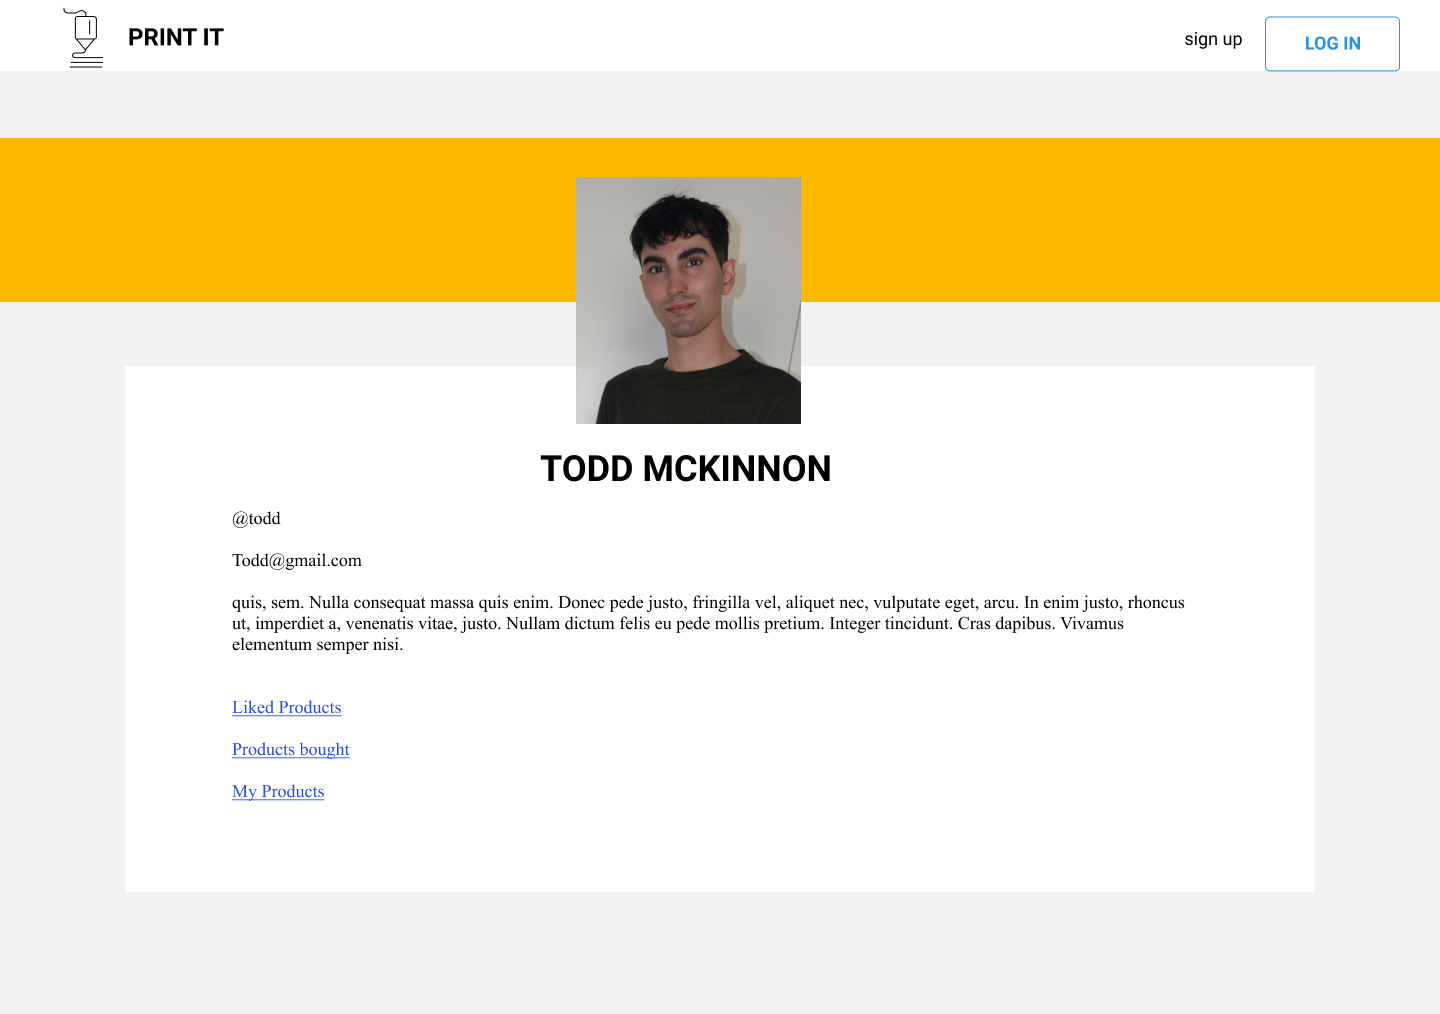 PRINT IT
sign up
LOG IN
TODD MCKINNON
@todd
Todd@gmail.com
quis, sem. Nulla consequat massa quis enim. Donec pede justo, fringilla vel, aliquet nec, vulputate eget, arcu. In enim justo, rhoncus
ut, imperdiet a, venenatis vitae, justo. Nullam dictum felis eu pede mollis pretium. Integer tincidunt. Cras dapibus. Vivamus
elementum semper nisi.
Liked Products
Products bought
My Products